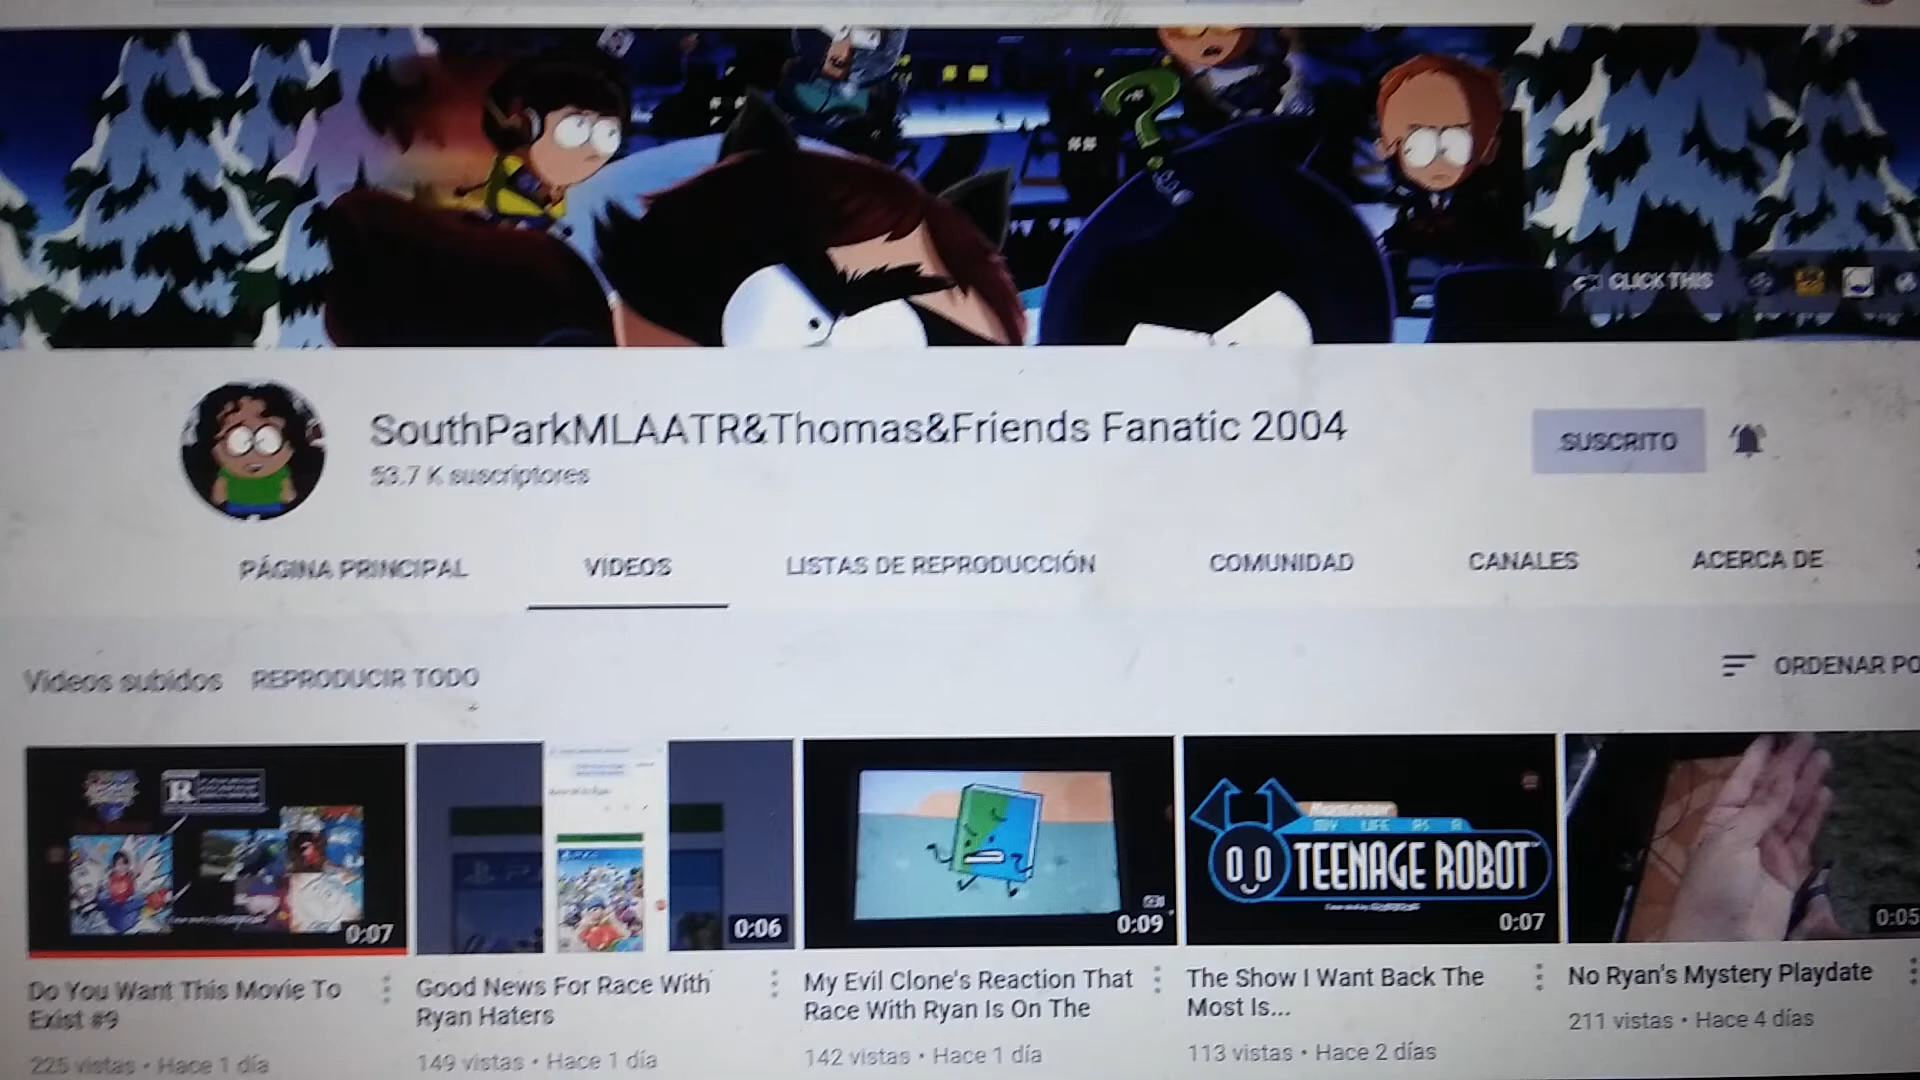 CLICK THIS
SouthParkMLAATR&Thomas&Friends Fanatic 2004
53.7 K suscriptores
SUSCRITO
PÁGINA PRINCIPAL
VÍDEOS
LISTAS DE REPRODUCCIÓN
COMUNIDAD
CANALES
ACERCA DE
Vídeos subidos
REPRODUCIR TODO
ORDENAR PO
R
0:07
0:06
0:09
MY LIFE AS A
TEENAGE ROBOT
0:07
0:05
Do You Want This Movie To
Exist #9
225 vistas • Hace 1 día
Good News For Race With
Ryan Haters
149 vistas • Hace 1 día
My Evil Clone's Reaction That
Race With Ryan Is On The
142 vistas • Hace 1 día
The Show I Want Back The
Most Is...
113 vistas • Hace 2 días
No Ryan's Mystery Playdate
211 vistas • Hace 4 días